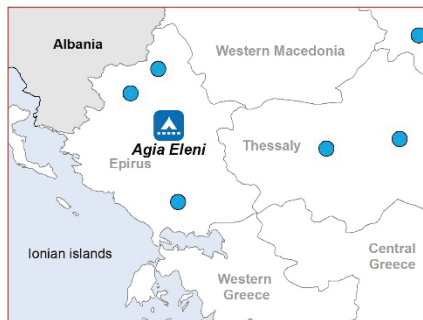 Albania
Western Macedonia
Agia Eleni
Thessaly
Epirus
Ionian islands
Central
Greece
Western
Greece